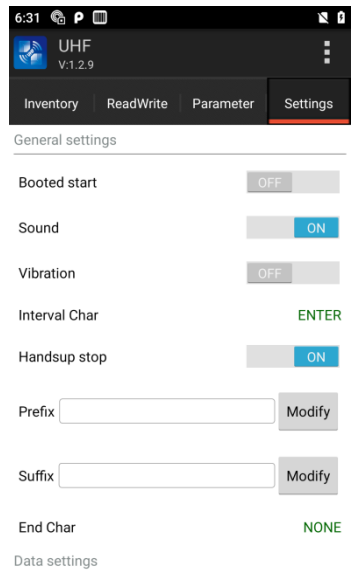 6:31
UHF
V:1.2.9
Inventory ReadWrite Parameter Settings
General settings
Booted start OFF
Sound ON
Vibration OFF
Interval Char ENTER
Handsup stop ON
Prefix Modify
Suffix Modify
End Char NONE
Data settings